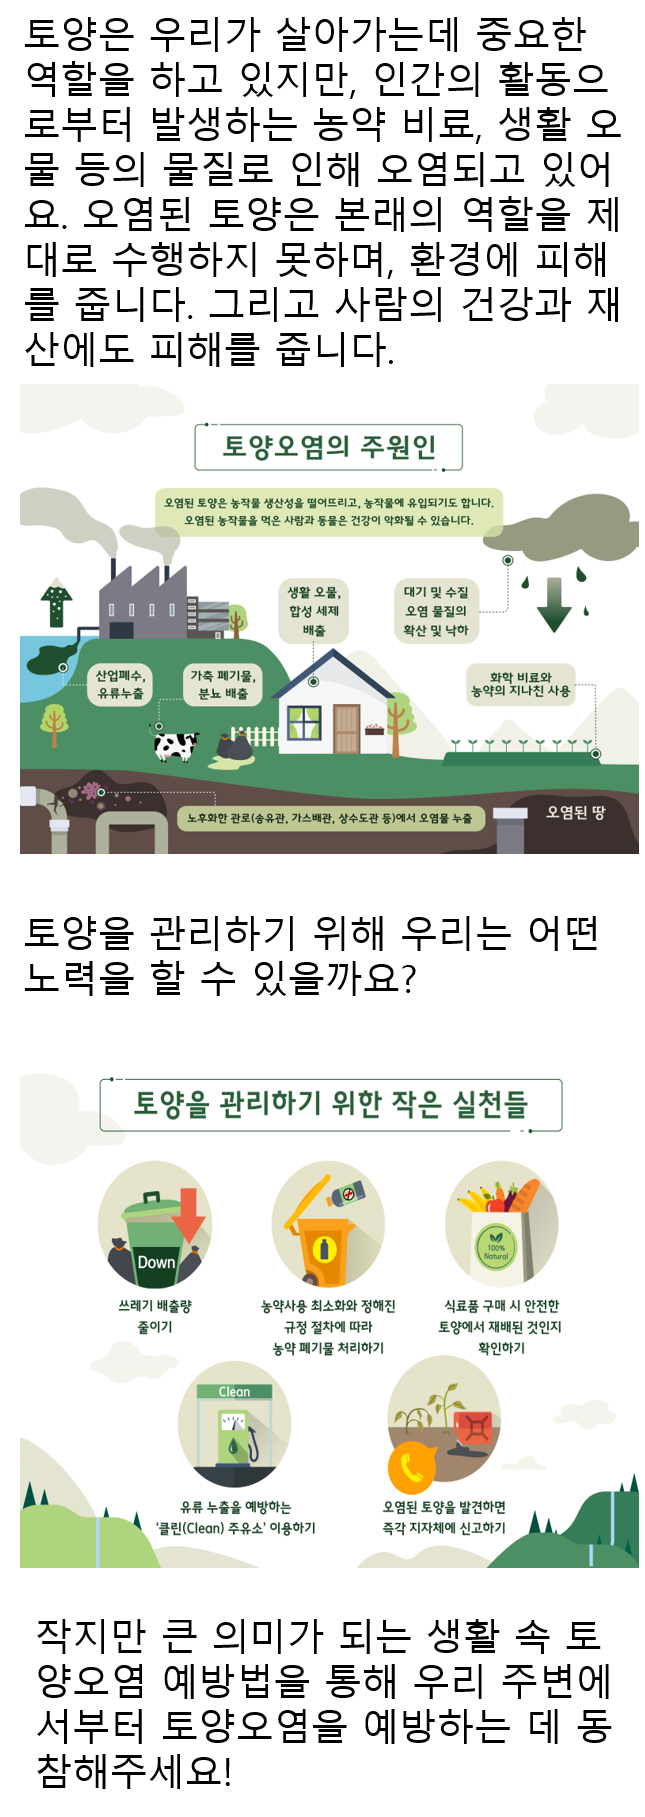 토양은 우리가 살아가는데 중요한
역할을 하고 있지만, 인간의 활동으
로부터 발생하는 농약 비료, 생활 오
물 등의 물질로 인해 오염되고 있어
요. 오염된 토양은 본래의 역할을 제
대로 수행하지 못하며, 환경에 피해
를 줍니다. 그리고 사람의 건강과 재
산에도 피해를 줍니다.
토양오염의 주원인
오염된 토양은 농작물 생산성을 떨어뜨리고, 농작물에 유입되기도 합니다.
오염된 농작물을 먹은 사람과 동물은 건강이 악화될 수 있습니다.
생활 오물,
합성 세제
배출
대기 및 수질
오염 물질의
확산 및 낙하
산업폐수,
유류누출
가축 폐기물,
분뇨 배출
화학 비료와
농약의 지나친 사용
노후화한 관로(송유관, 가스배관, 상수도관 등)에서 오염물 누출
오염된 땅
토양을 관리하기 위해 우리는 어떤
노력을 할 수 있을까요?
토양을 관리하기 위한 작은 실천들
Down
100%
Natural
쓰레기 배출량
줄이기
농약사용 최소화와 정해진
규정 절차에 따라
농약 폐기물 처리하기
식료품 구매 시 안전한
토양에서 재배된 것인지
확인하기
Clean
유류 누출을 예방하는
‘클린(Clean) 주유소’ 이용하기
오염된 토양을 발견하면
즉각 지자체에 신고하기
작지만 큰 의미가 되는 생활 속 토
양오염 예방법을 통해 우리 주변에
서부터 토양오염을 예방하는 데 동
참해주세요!